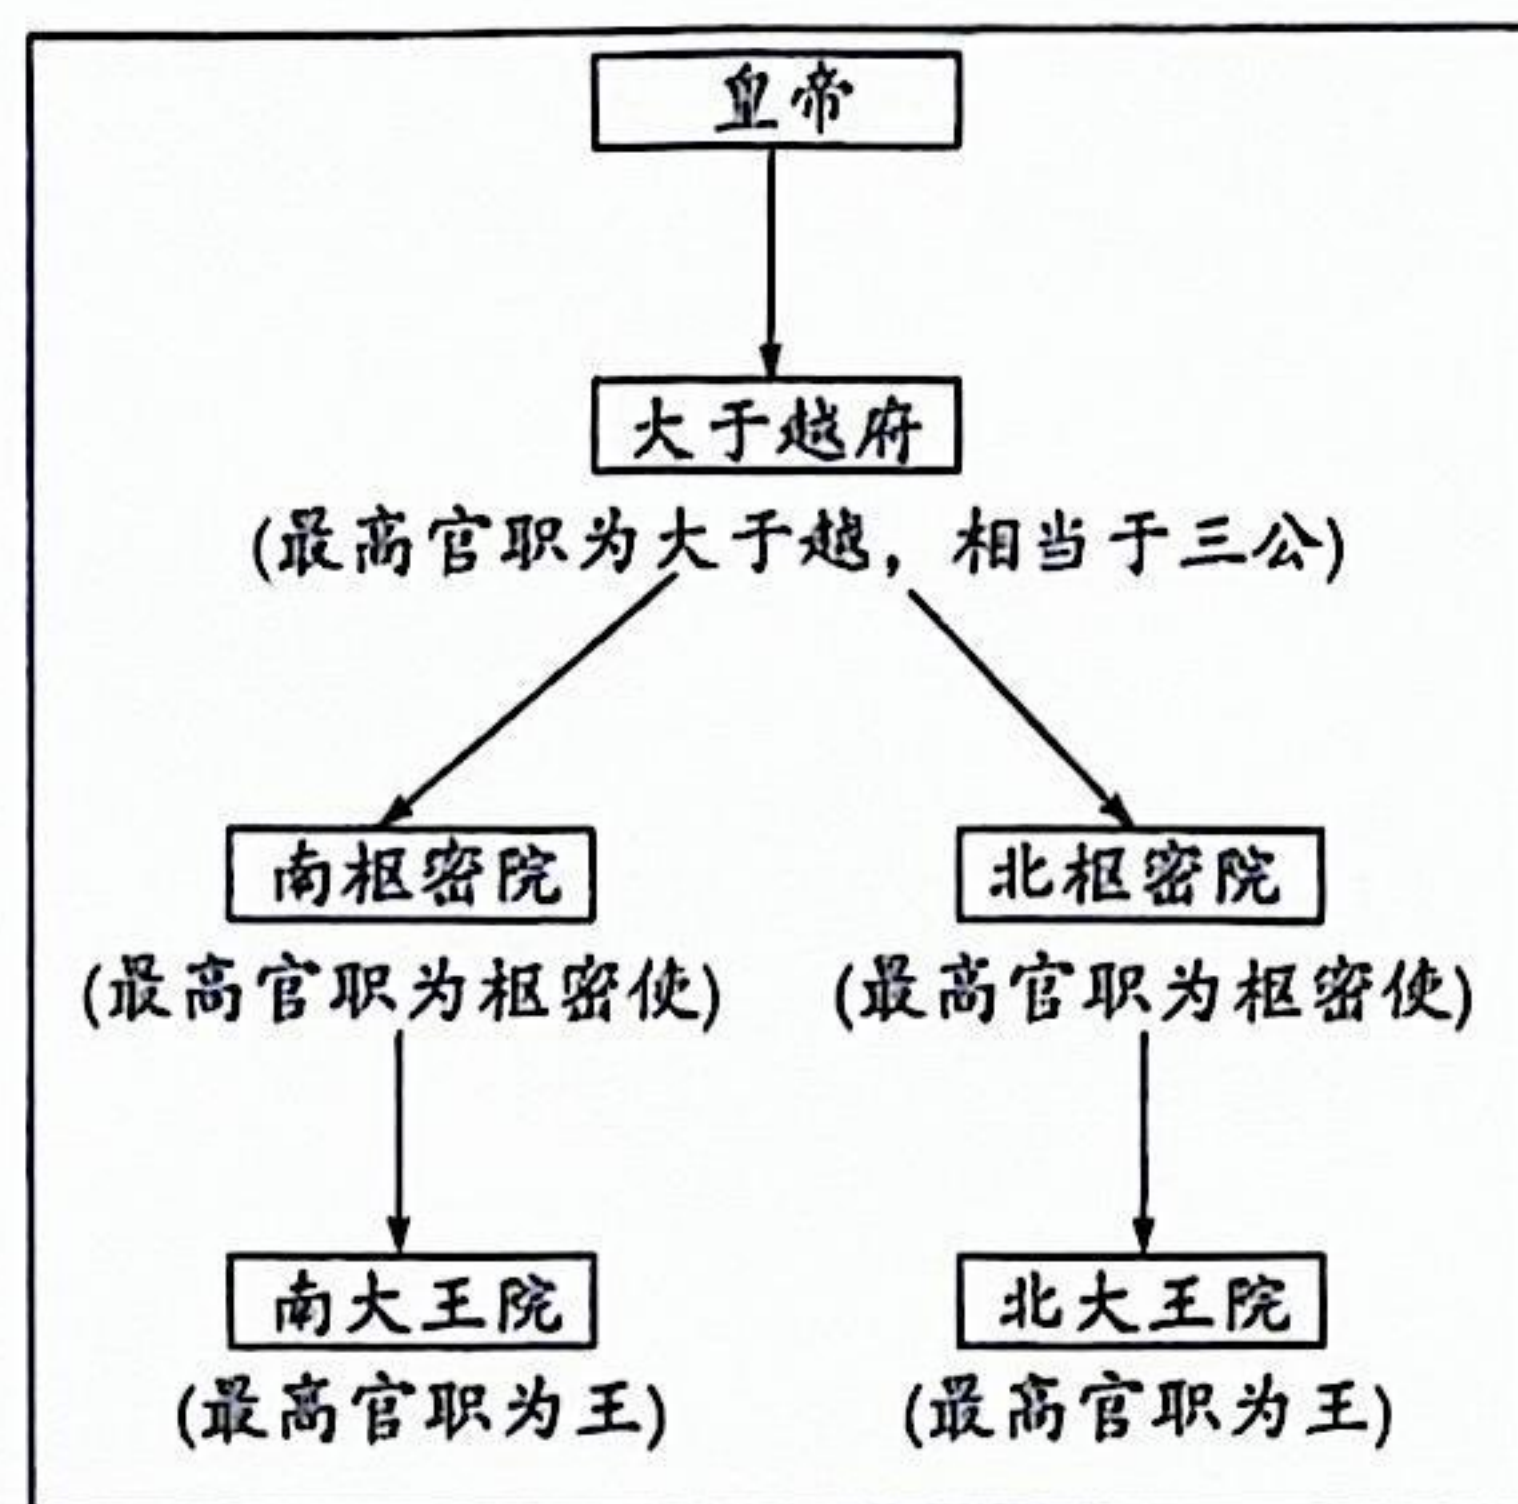 皇帝
大于越府
(最高官职为大于越，相当于三公)
南枢密院 北枢密院
(最高官职为枢密使) (最高官职为枢密使)
南大王院 北大王院
(最高官职为王) (最高官职为王)